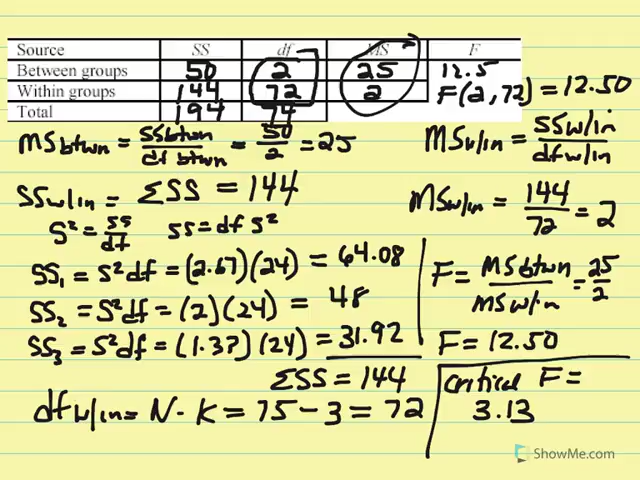 Source SS df MS F
Between groups 50 2 25 12.5
Within groups 144 72 2 F(2,72) = 12.50
Total 194 74
MSbtwn = SSbtwn / df btwn = 50 / 2 = 25
MSw/in = SSw/in / dfw/in
SSw/in = ΣSS = 144
MSw/in = 144 / 72 = 2
S² = SS / df SS = df S²
SS₁ = S²df = (2.67)(24) = 64.08
F = MSbtwn / MSw/in = 25 / 2
SS₂ = S²df = (2)(24) = 48
SS₃ = S²df = (1.37)(24) = 31.92
F = 12.50
ΣSS = 144
Critical F =
3.13
dfw/in = N - K = 75 - 3 = 72
ShowMe.com